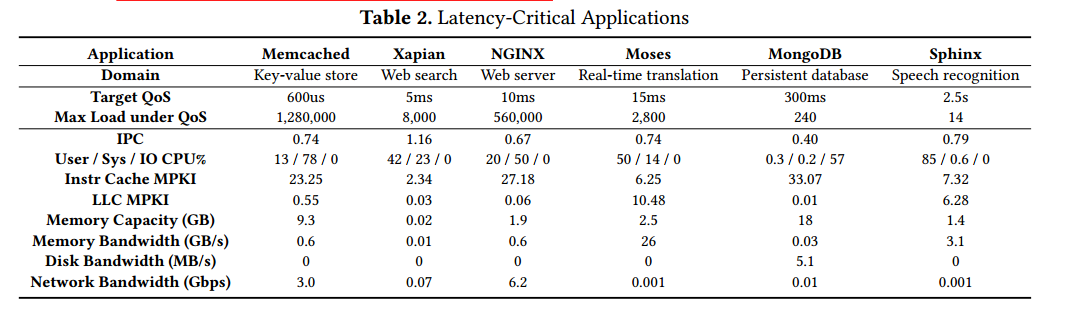 Table 2. Latency-Critical Applications
Application Memcached Xapian NGINX Moses MongoDB Sphinx
Domain Key-value store Web search Web server Real-time translation Persistent database Speech recognition
Target QoS 600us 5ms 10ms 15ms 300ms 2.5s
Max Load under QoS 1,280,000 8,000 560,000 2,800 240 14
IPC 0.74 1.16 0.67 0.74 0.40 0.79
User / Sys / IO CPU% 13 / 78 / 0 42 / 23 / 0 20 / 50 / 0 50 / 14 / 0 0.3 / 0.2 / 57 85 / 0.6 / 0
Instr Cache MPKI 23.25 2.34 27.18 6.25 33.07 7.32
LLC MPKI 0.55 0.03 0.06 10.48 0.01 6.28
Memory Capacity (GB) 9.3 0.02 1.9 2.5 18 1.4
Memory Bandwidth (GB/s) 0.6 0.01 0.6 26 0.03 3.1
Disk Bandwidth (MB/s) 0 0 0 0 5.1 0
Network Bandwidth (Gbps) 3.0 0.07 6.2 0.001 0.01 0.001